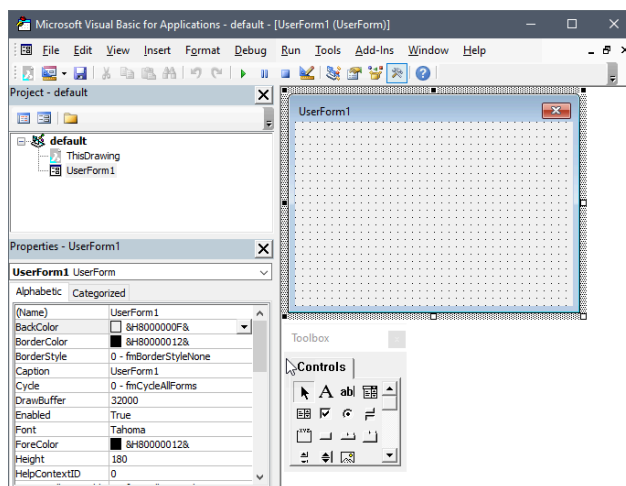 Microsoft Visual Basic for Applications - default - [UserForm1 (UserForm)]
File Edit View Insert Format Debug Run Tools Add-Ins Window Help
Project - default
default
ThisDrawing
UserForm1
UserForm1
Properties - UserForm1
UserForm1 UserForm
Alphabetic Categorized
(Name) UserForm1
BackColor &H8000000F&
BorderColor &H80000012&
BorderStyle 0 - fmBorderStyleNone
Caption UserForm1
Cycle 0 - fmCycleAllForms
DrawBuffer 32000
Enabled True
Font Tahoma
ForeColor &H80000012&
Height 180
HelpContextID 0
Toolbox
Controls
A ab